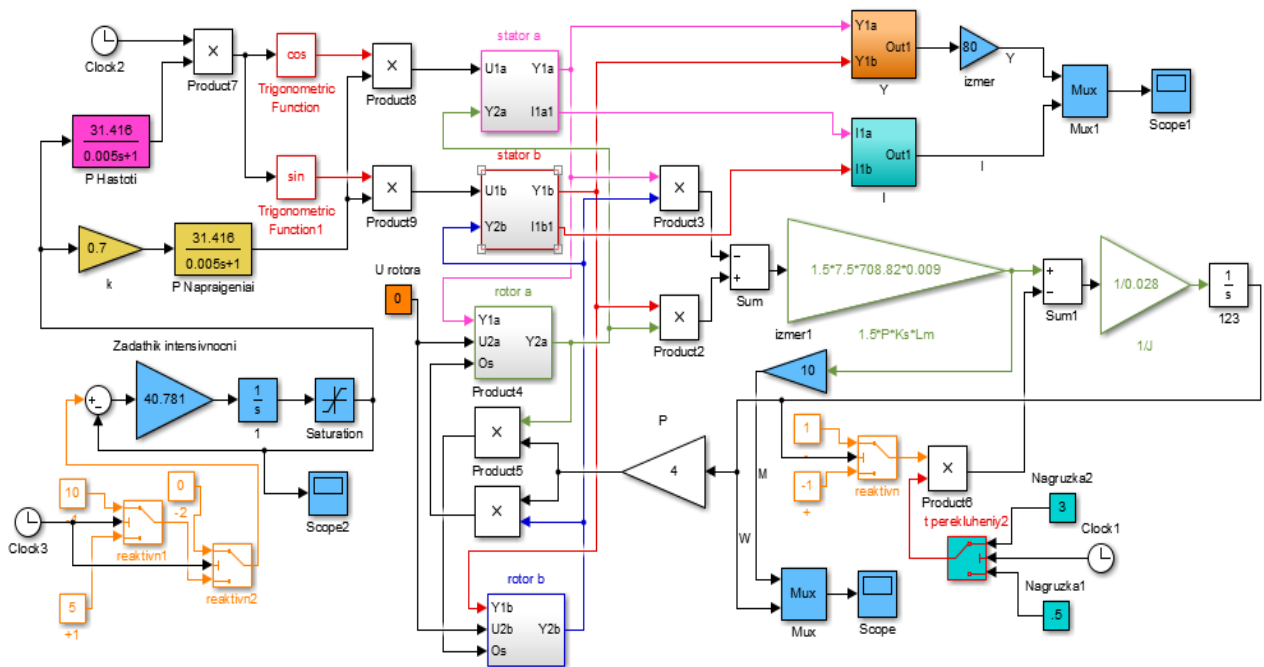 Clock2
×
Product7
cos
Trigonometric
Function
×
Product8
stator a
U1a
Y1a
Y2a
I1a1
Y1a
Y1b
Out1
Y
80
izmer
Y
Mux
Mux1
Scope1
31.416
0.005s+1
P Hastoti
sin
Trigonometric
Function1
×
Product9
stator b
U1b
Y1b
Y2b
I1b1
×
Product3
I1a
I1b
Out1
I
I
0.7
k
31.416
0.005s+1
P Napraigeniai
U rotora
0
rotor a
Y1a
U2a
Os
Y2a
×
Product2
−
+
Sum
1.5*7.5*708.82*0.009
izmer1
1.5*P*Ks*Lm
+
−
Sum1
1/0.028
1/J
1
s
123
Zadathik intensivnocni
+
−
40.781
1
s
1
Saturation
Product4
×
Product5
×
10
P
4
M
W
1
-
-1
+
reaktivn
×
Product6
Nagruzka2
3
t perekluheniy2
Clock1
Nagruzka1
.5
Scope2
10
-1
0
-2
Clock3
reaktivn1
5
+1
reaktivn2
rotor b
Y1b
U2b
Os
Y2b
Mux
Mux
Scope